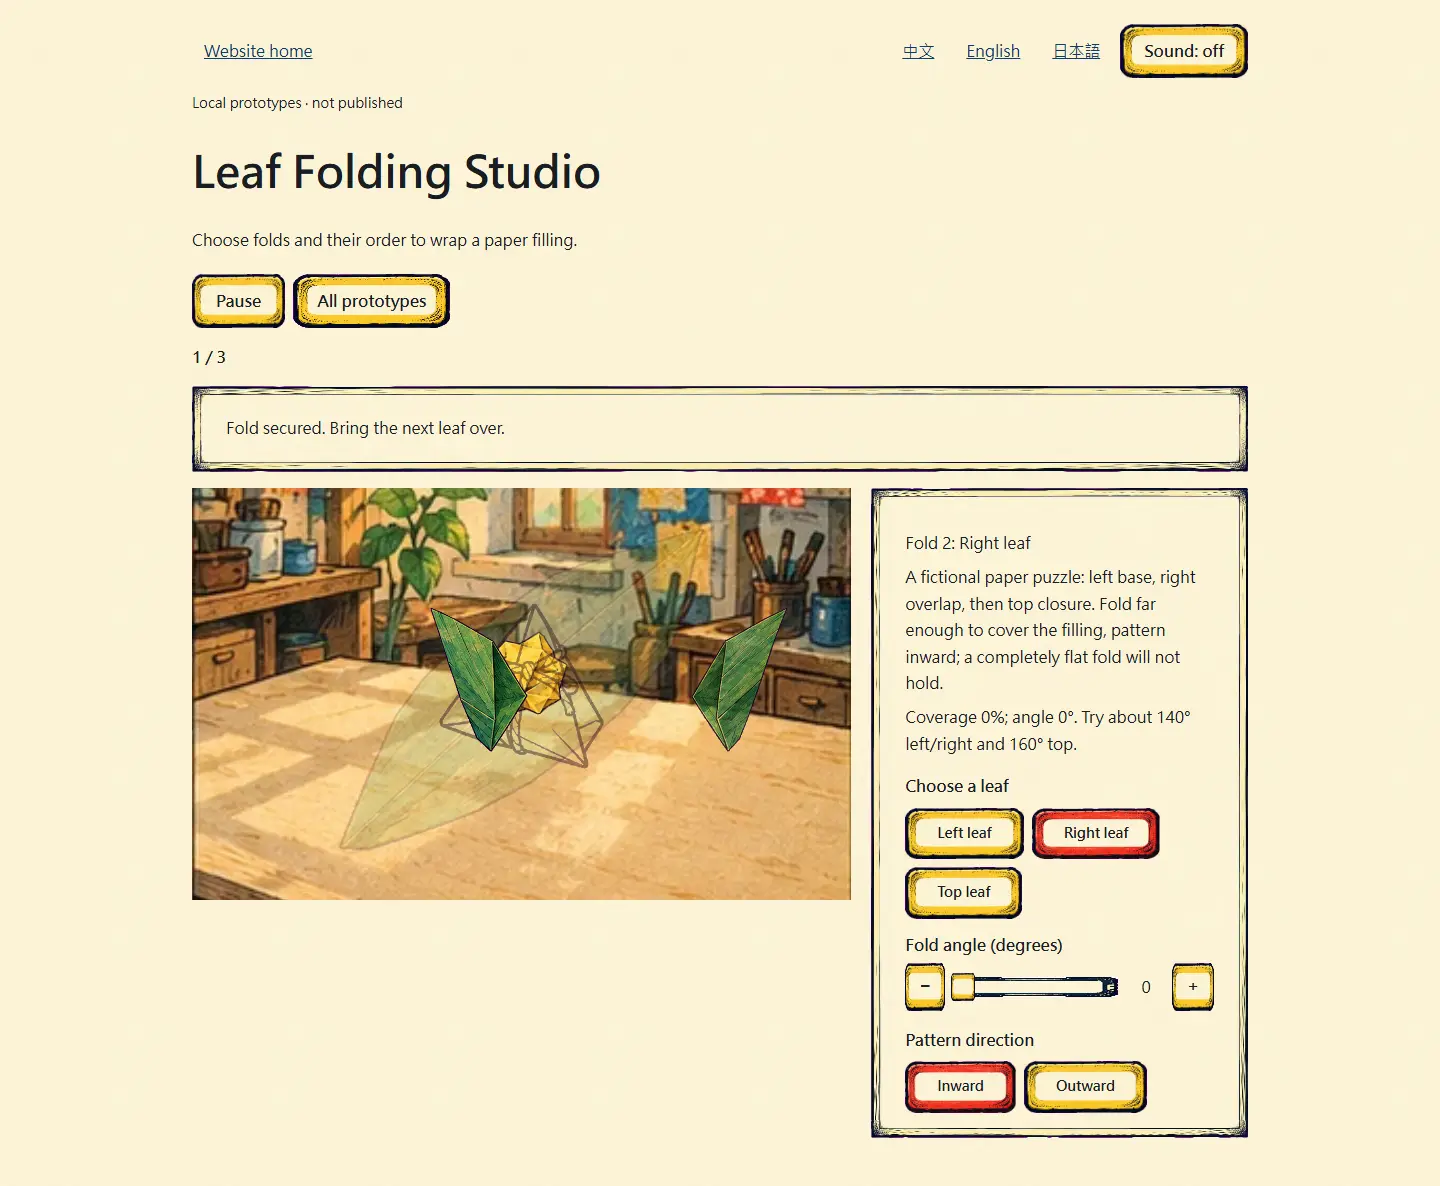 Website home
中文 English 日本語 Sound: off
Local prototypes · not published
Leaf Folding Studio
Choose folds and their order to wrap a paper filling.
Pause All prototypes
1 / 3
Fold secured. Bring the next leaf over.
Fold 2: Right leaf
A fictional paper puzzle: left base, right
overlap, then top closure. Fold far
enough to cover the filling, pattern
inward; a completely flat fold will not
hold.
Coverage 0%; angle 0°. Try about 140°
left/right and 160° top.
Choose a leaf
Left leaf Right leaf
Top leaf
Fold angle (degrees)
− 0 +
Pattern direction
Inward Outward